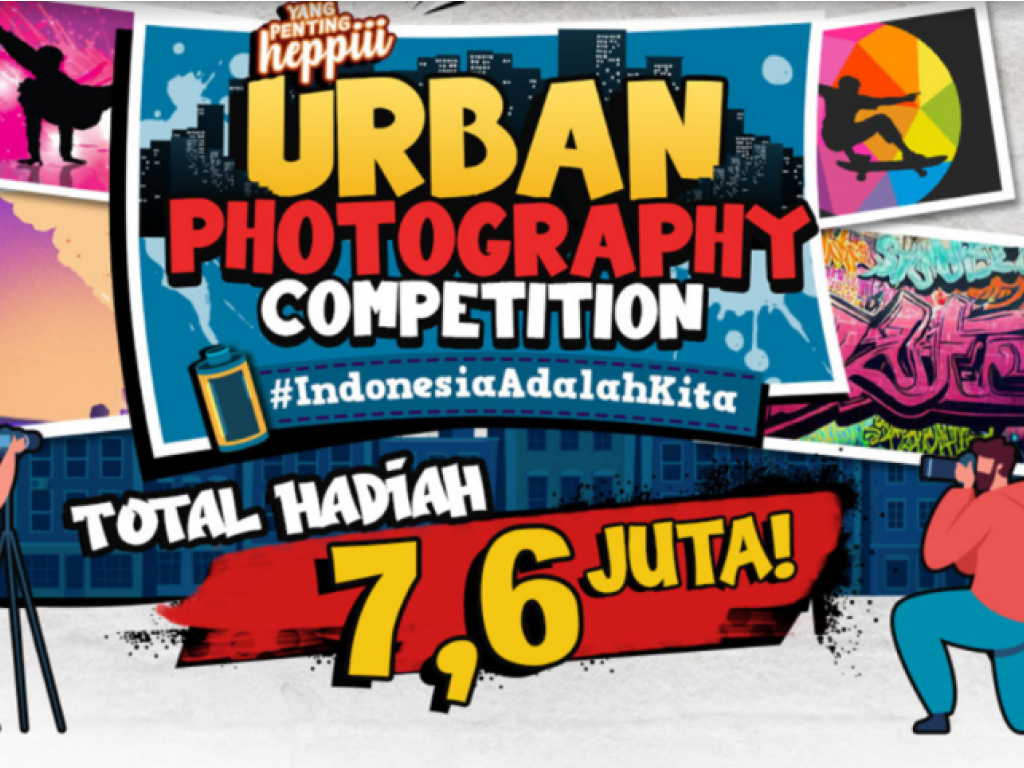 YANG
PENTING
heppiii
URBAN
PHOTOGRAPHY
COMPETITION
#IndonesiaAdalahKita
TOTAL HADIAH
7,6 JUTA!